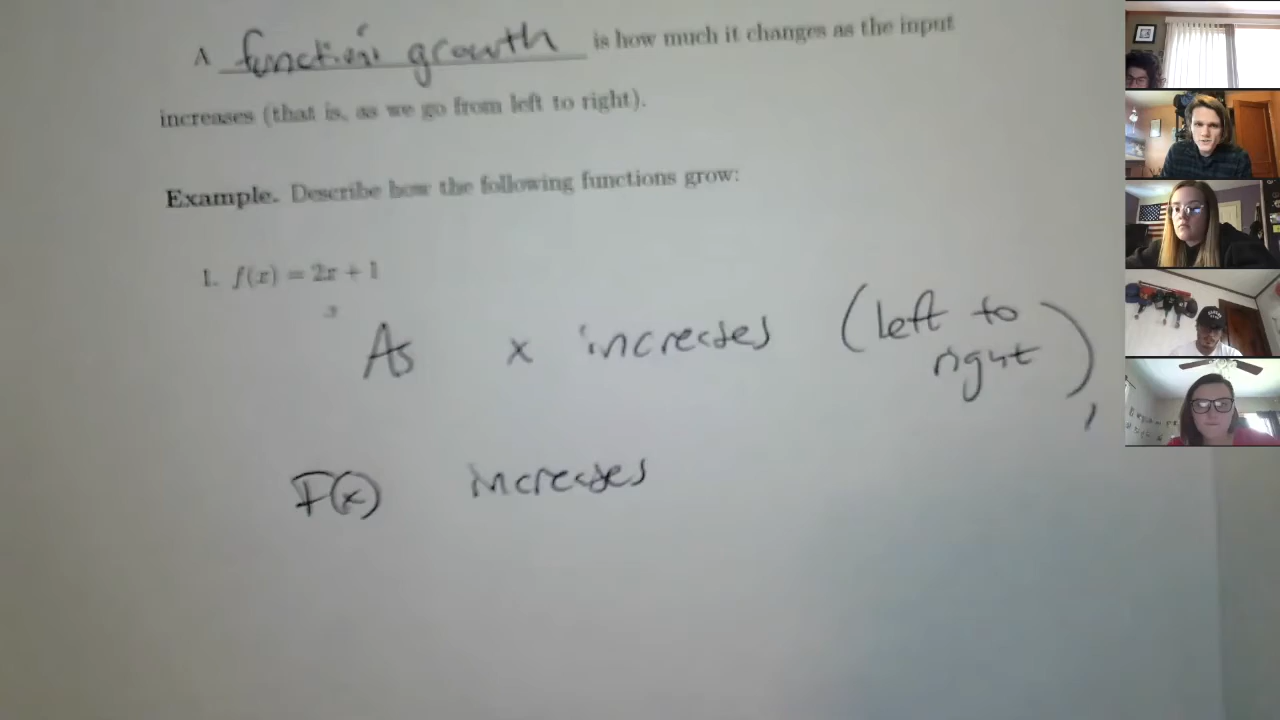 A function's growth is how much it changes as the input
increases (that is, as we go from left to right).
Example. Describe how the following functions grow:
1. f(x) = 2x + 1
As x increases (left to
right),
F(x) increases